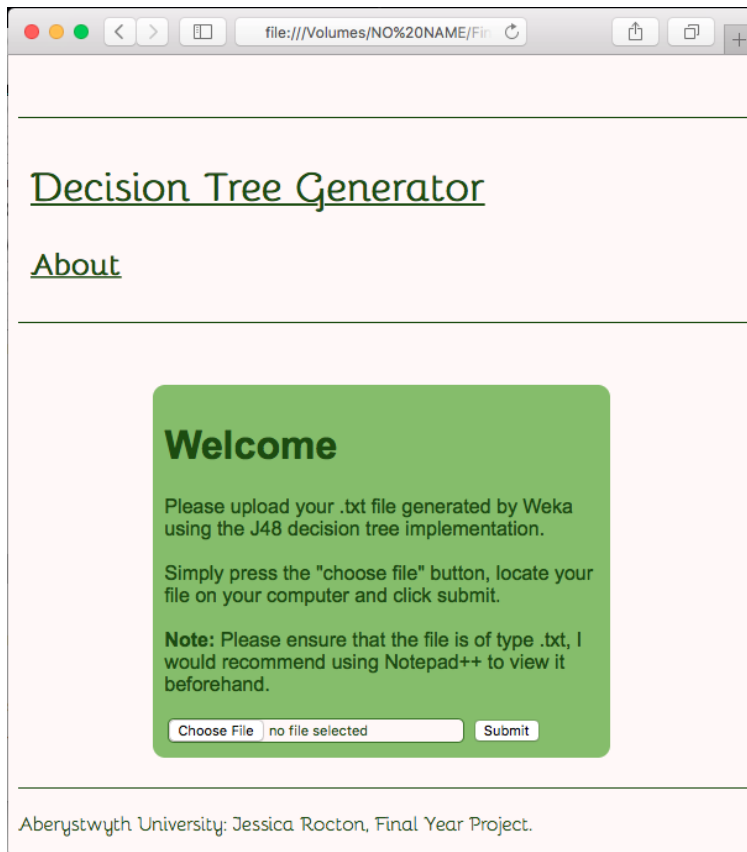 file:///Volumes/NO%20NAME/Fin
Decision Tree Generator
About
Welcome
Please upload your .txt file generated by Weka
using the J48 decision tree implementation.
Simply press the "choose file" button, locate your
file on your computer and click submit.
Note: Please ensure that the file is of type .txt, I
would recommend using Notepad++ to view it
beforehand.
Choose File no file selected Submit
Aberystwyth University: Jessica Rocton, Final Year Project.